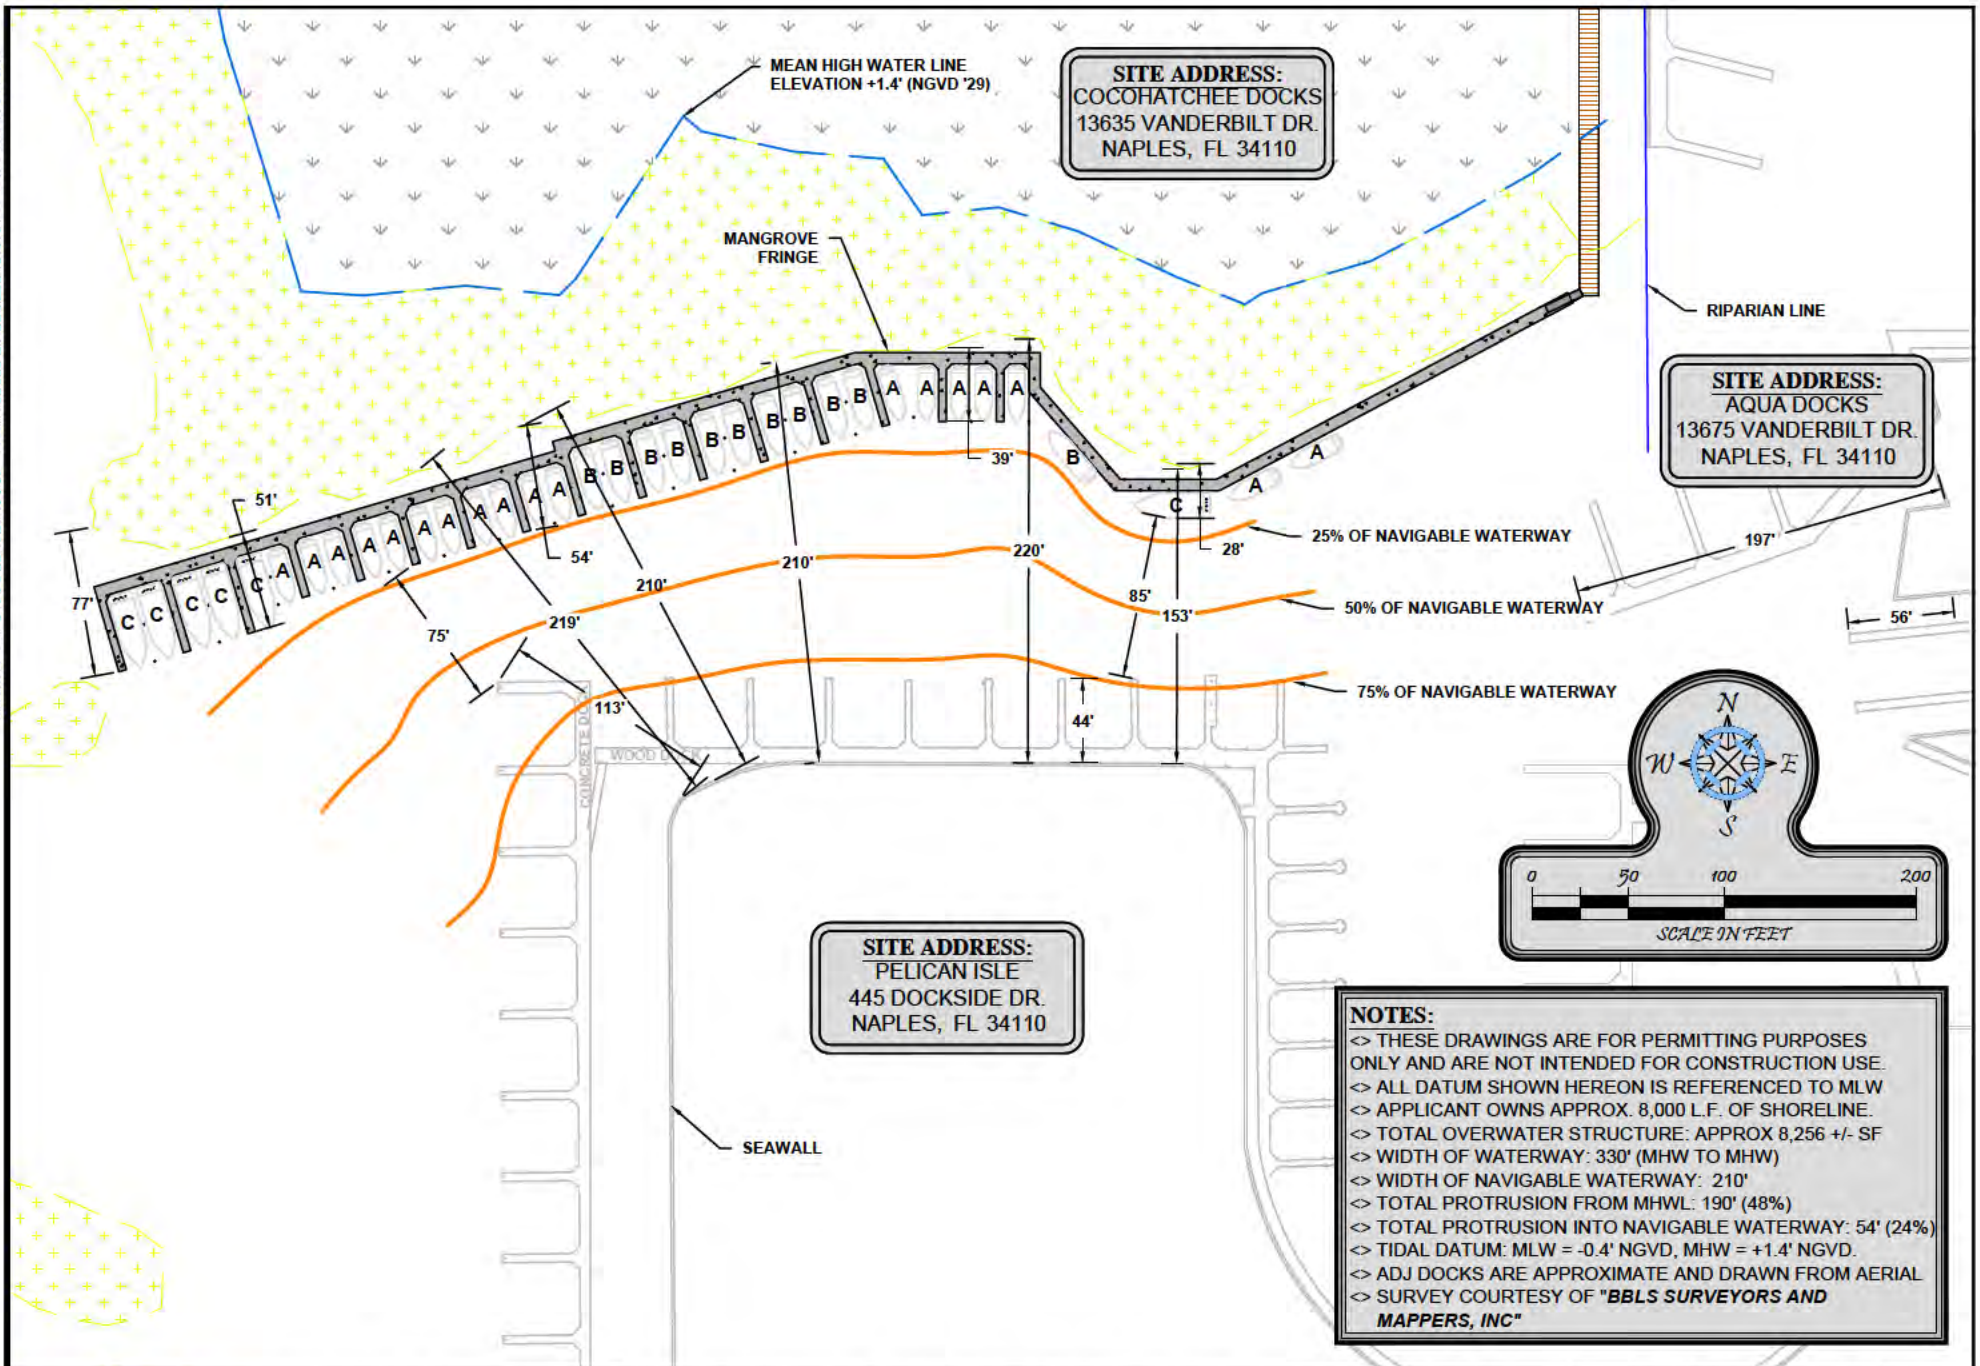 MEAN HIGH WATER LINE
ELEVATION +1.4' (NGVD '29)
SITE ADDRESS:
COCOHATCHEE DOCKS
13635 VANDERBILT DR.
NAPLES, FL 34110
MANGROVE
FRINGE
RIPARIAN LINE
SITE ADDRESS:
AQUA DOCKS
13675 VANDERBILT DR.
NAPLES, FL 34110
C
C
C
C
C
A
A
A
A
A
A
A
A
A
A
A
B
B
B
B
B
B
B
B
B
B
A
A
A
A
A
B
C
A
A
51'
77'
54'
39'
28'
75'
219'
210'
210'
220'
85'
153'
113'
44'
197'
56'
25% OF NAVIGABLE WATERWAY
50% OF NAVIGABLE WATERWAY
75% OF NAVIGABLE WATERWAY
CONCRETE DOCK
WOOD DOCK
N
W
E
S
0 50 100 200
SCALE IN FEET
SITE ADDRESS:
PELICAN ISLE
445 DOCKSIDE DR.
NAPLES, FL 34110
SEAWALL
NOTES:
<> THESE DRAWINGS ARE FOR PERMITTING PURPOSES
ONLY AND ARE NOT INTENDED FOR CONSTRUCTION USE.
<> ALL DATUM SHOWN HEREON IS REFERENCED TO MLW
<> APPLICANT OWNS APPROX. 8,000 L.F. OF SHORELINE.
<> TOTAL OVERWATER STRUCTURE: APPROX 8,256 +/- SF
<> WIDTH OF WATERWAY: 330' (MHW TO MHW)
<> WIDTH OF NAVIGABLE WATERWAY: 210'
<> TOTAL PROTRUSION FROM MHWL: 190' (48%)
<> TOTAL PROTRUSION INTO NAVIGABLE WATERWAY: 54' (24%)
<> TIDAL DATUM: MLW = -0.4' NGVD, MHW = +1.4' NGVD.
<> ADJ DOCKS ARE APPROXIMATE AND DRAWN FROM AERIAL
<> SURVEY COURTESY OF "BBLS SURVEYORS AND
MAPPERS, INC"